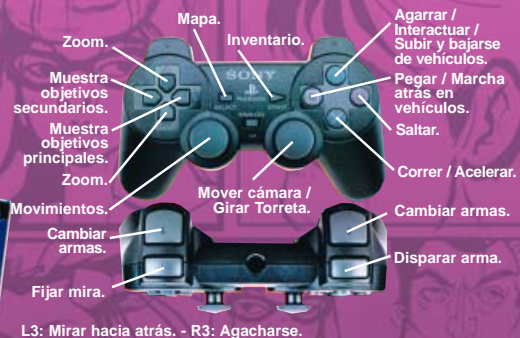 Mapa.
Agarrar /
Interactuar /
Subir y bajarse
de vehículos.
Zoom.
Inventario.
SONY
Muestra
objetivos
secundarios.
Pegar / Marcha
atrás en
vehículos.
SELECT
START
Muestra
objetivos
principales.
Saltar.
Zoom.
Correr / Acelerar.
Movimientos.
Mover cámara /
Girar Torreta.
Cambiar
armas.
Cambiar armas.
Disparar arma.
Fijar mira.
L3: Mirar hacia atrás. - R3: Agacharse.